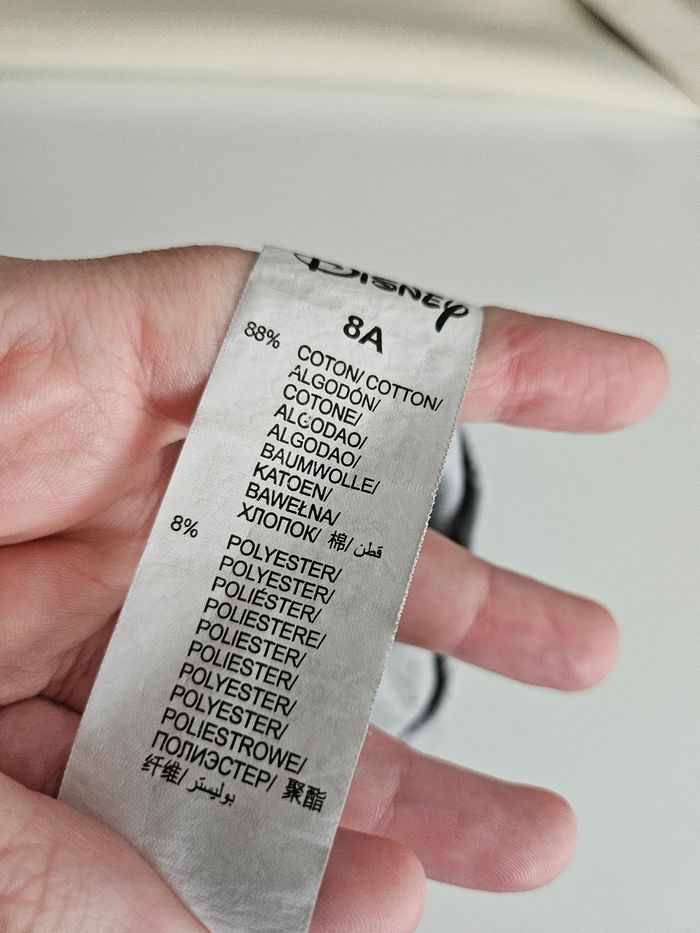 DISNEY
8A
88% COTON/ COTTON/
ALGODÓN/
COTONE/
ALGODAO/
ALGODAO/
BAUMWOLLE/
KATOEN/
BAWEŁNA/
ХЛОПОК/ 棉/ قطن
8% POLYESTER/
POLYESTER/
POLIÉSTER/
POLIESTERE/
POLIESTER/
POLIESTER/
POLYESTER/
POLYESTER/
POLIESTROWE/
ПОЛИЭСТЕР/ 聚酯
纤维/ بوليستر